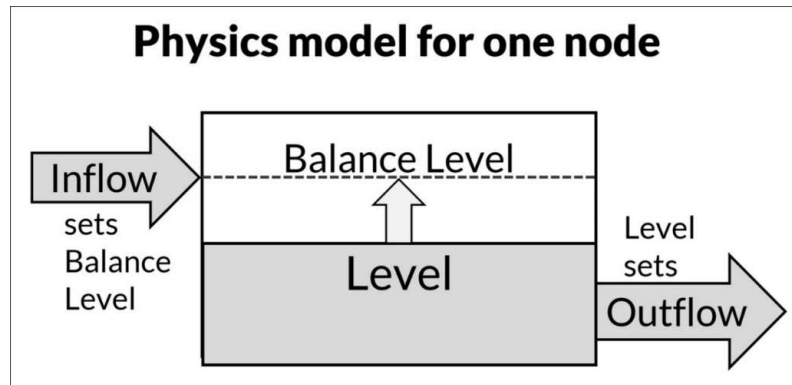 Physics model for one node
Balance Level
Inflow
sets
Balance
Level
Level
Level
sets
Outflow